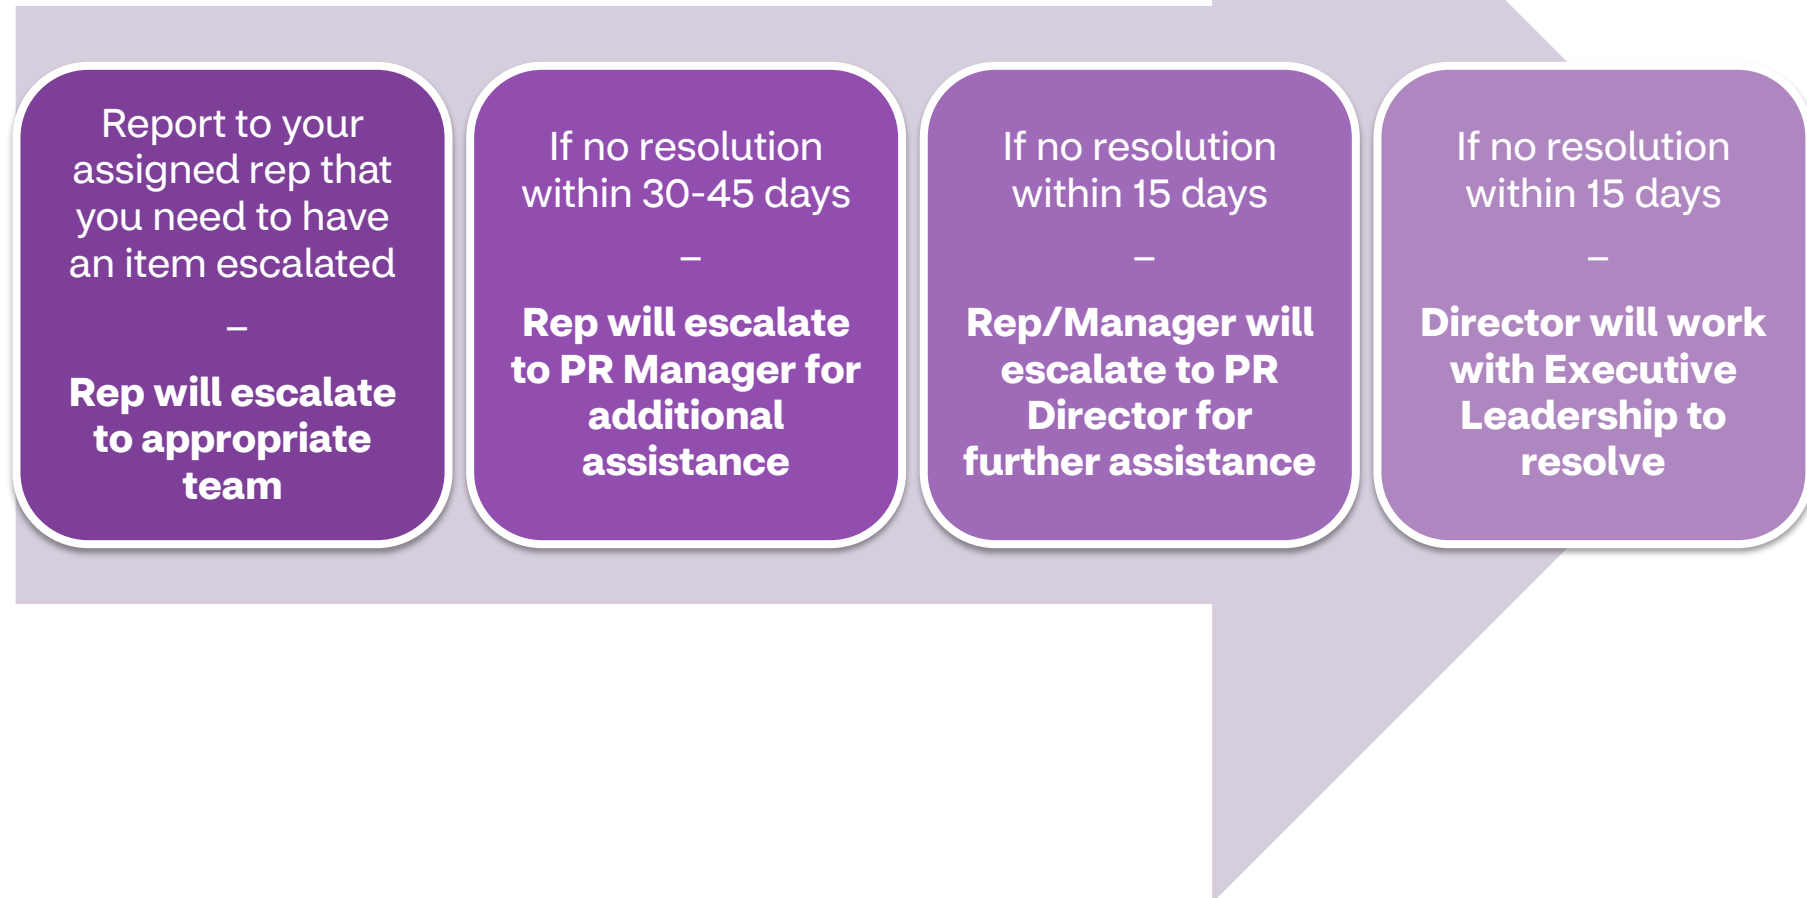 Report to your
assigned rep that
you need to have
an item escalated
–
Rep will escalate
to appropriate
team
If no resolution
within 30-45 days
–
Rep will escalate
to PR Manager for
additional
assistance
If no resolution
within 15 days
–
Rep/Manager will
escalate to PR
Director for
further assistance
If no resolution
within 15 days
–
Director will work
with Executive
Leadership to
resolve